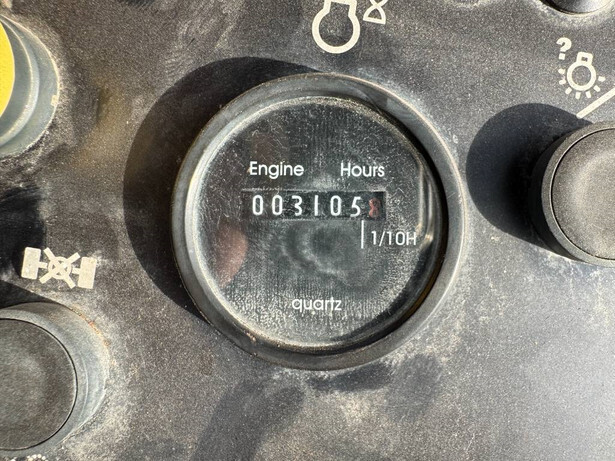 ?
Engine Hours
003105
1/10H
quartz